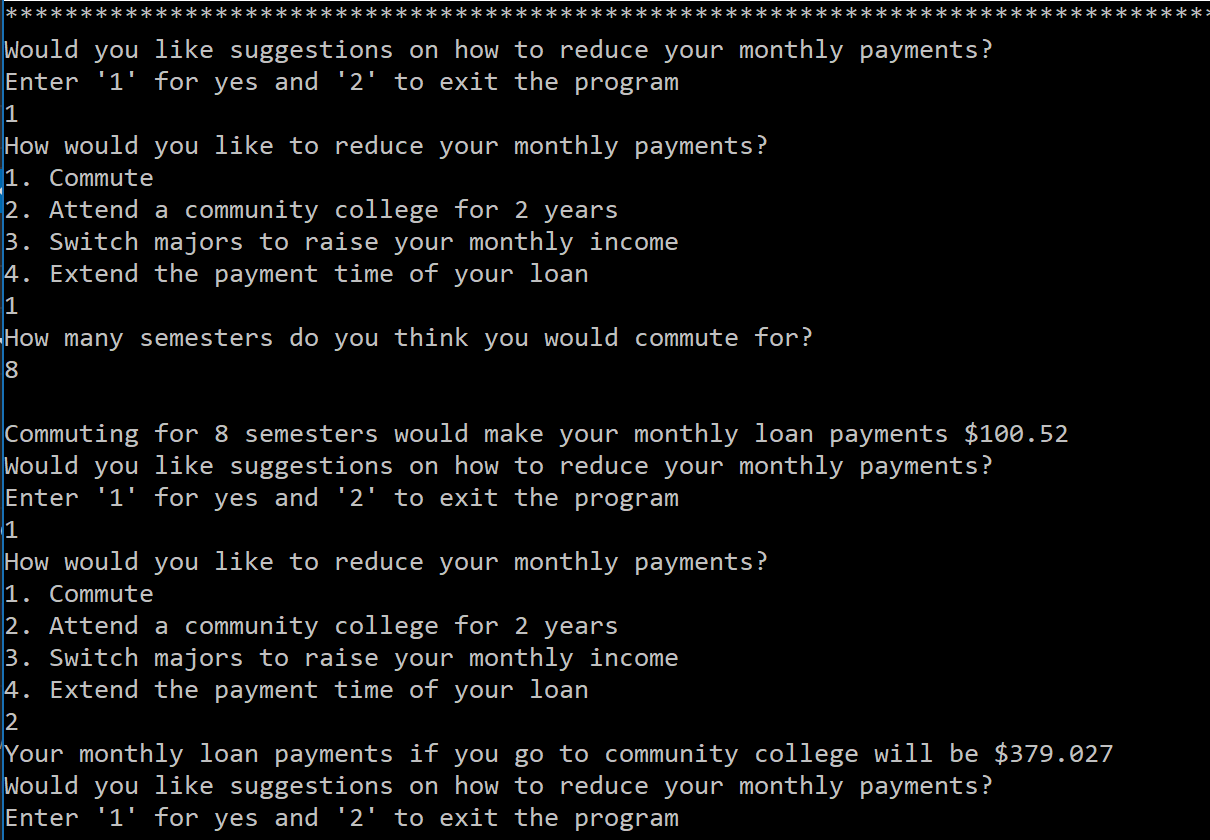 *********************************************************************************
Would you like suggestions on how to reduce your monthly payments?
Enter '1' for yes and '2' to exit the program
1
How would you like to reduce your monthly payments?
1. Commute
2. Attend a community college for 2 years
3. Switch majors to raise your monthly income
4. Extend the payment time of your loan
1
How many semesters do you think you would commute for?
8

Commuting for 8 semesters would make your monthly loan payments $100.52
Would you like suggestions on how to reduce your monthly payments?
Enter '1' for yes and '2' to exit the program
1
How would you like to reduce your monthly payments?
1. Commute
2. Attend a community college for 2 years
3. Switch majors to raise your monthly income
4. Extend the payment time of your loan
2
Your monthly loan payments if you go to community college will be $379.027
Would you like suggestions on how to reduce your monthly payments?
Enter '1' for yes and '2' to exit the program